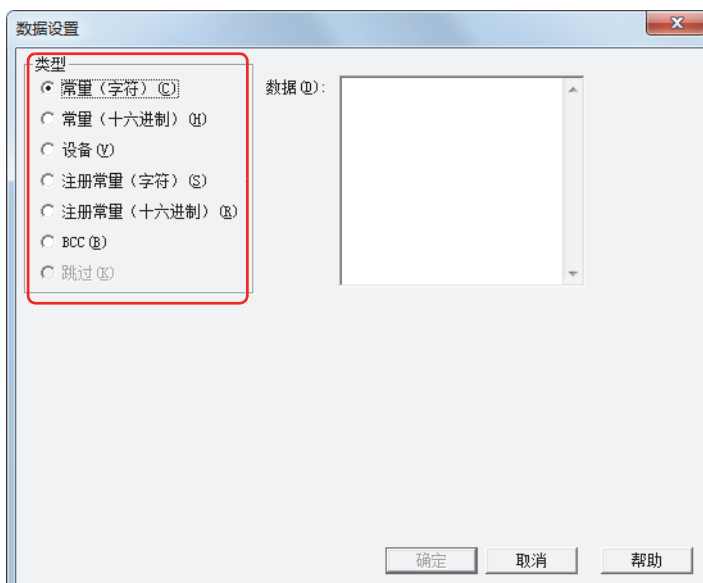 数据设置
类型
常量（字符）(C)
数据(D):
常量（十六进制）(H)
设备(V)
注册常量（字符）(S)
注册常量（十六进制）(R)
BCC(B)
跳过(K)
确定
取消
帮助